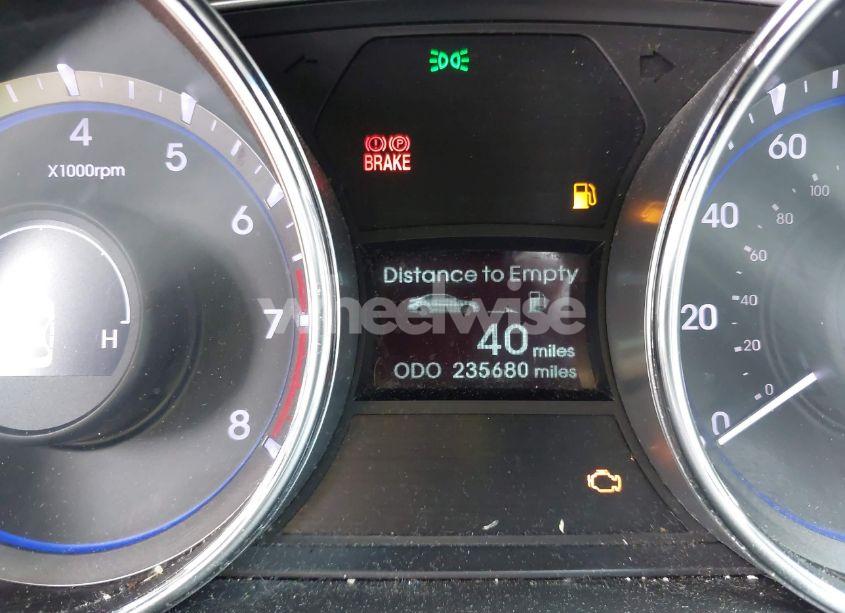 4
5
X1000rpm
6
7
8
H
(!) (P)
BRAKE
Distance to Empty
wheelwise
40 miles
ODO 235680 miles
60
40
20
0
100
80
60
40
20
0